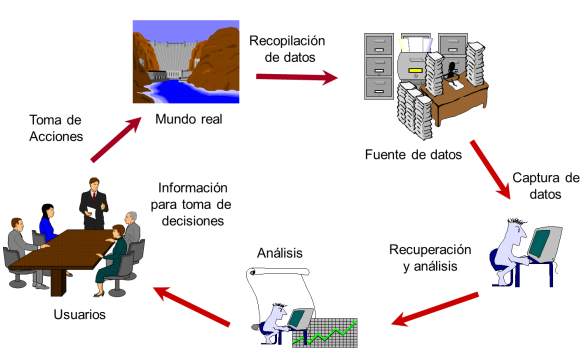 Recopilación
de datos
Mundo real
Toma de
Acciones
Fuente de datos
Captura de
datos
Información
para toma de
decisiones
Recuperación
y análisis
Análisis
Usuarios